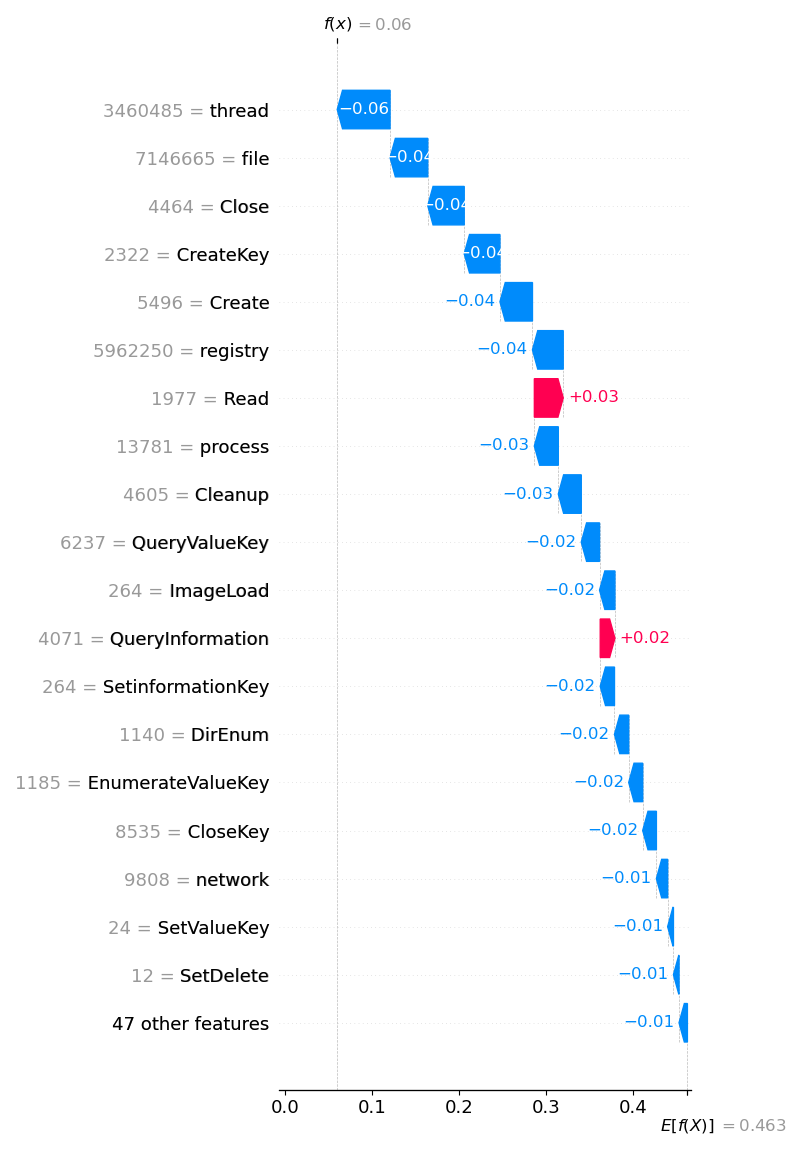 f(x) = 0.06
3460485 = thread −0.06
7146665 = file −0.04
4464 = Close −0.04
2322 = CreateKey −0.04
5496 = Create −0.04
5962250 = registry −0.04
1977 = Read +0.03
13781 = process −0.03
4605 = Cleanup −0.03
6237 = QueryValueKey −0.02
264 = ImageLoad −0.02
4071 = QueryInformation +0.02
264 = SetinformationKey −0.02
1140 = DirEnum −0.02
1185 = EnumerateValueKey −0.02
8535 = CloseKey −0.02
9808 = network −0.01
24 = SetValueKey −0.01
12 = SetDelete −0.01
47 other features −0.01
0.0 0.1 0.2 0.3 0.4
E[f(X)] = 0.463